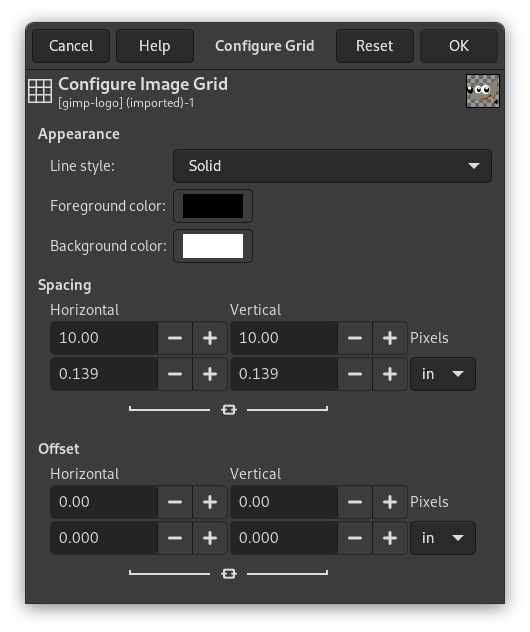 Cancel Help Configure Grid Reset OK
Configure Image Grid
[gimp-logo] (imported)-1
Appearance
Line style: Solid
Foreground color:
Background color:
Spacing
Horizontal Vertical
10.00 10.00 Pixels
0.139 0.139 in
Offset
Horizontal Vertical
0.00 0.00 Pixels
0.000 0.000 in